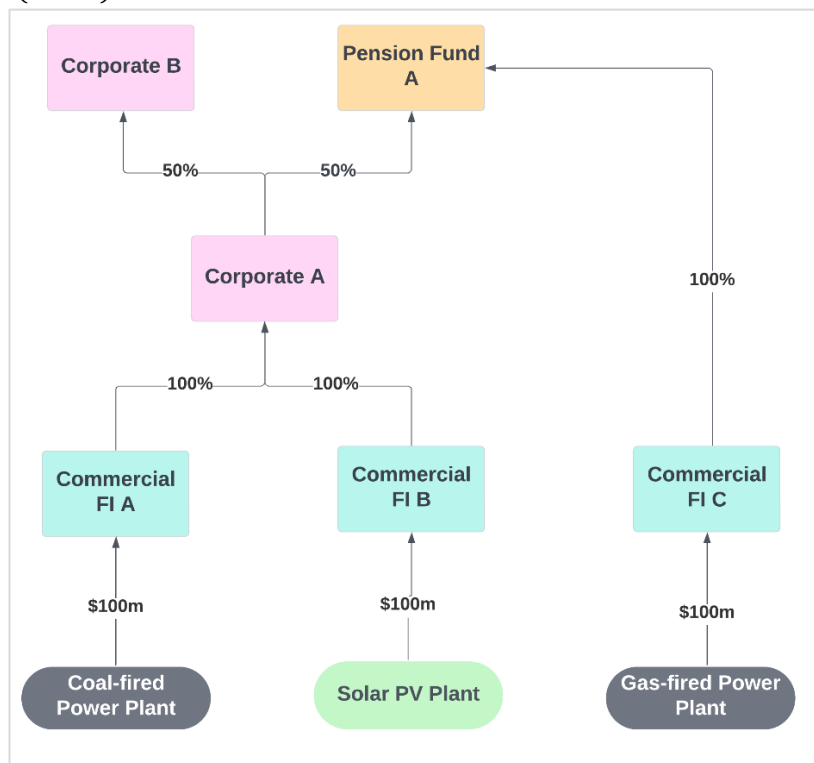 Corporate B
Pension Fund
A
50%
50%
Corporate A
100%
100%
100%
Commercial
FI A
Commercial
FI B
Commercial
FI C
$100m
$100m
$100m
Coal-fired
Power Plant
Solar PV Plant
Gas-fired Power
Plant